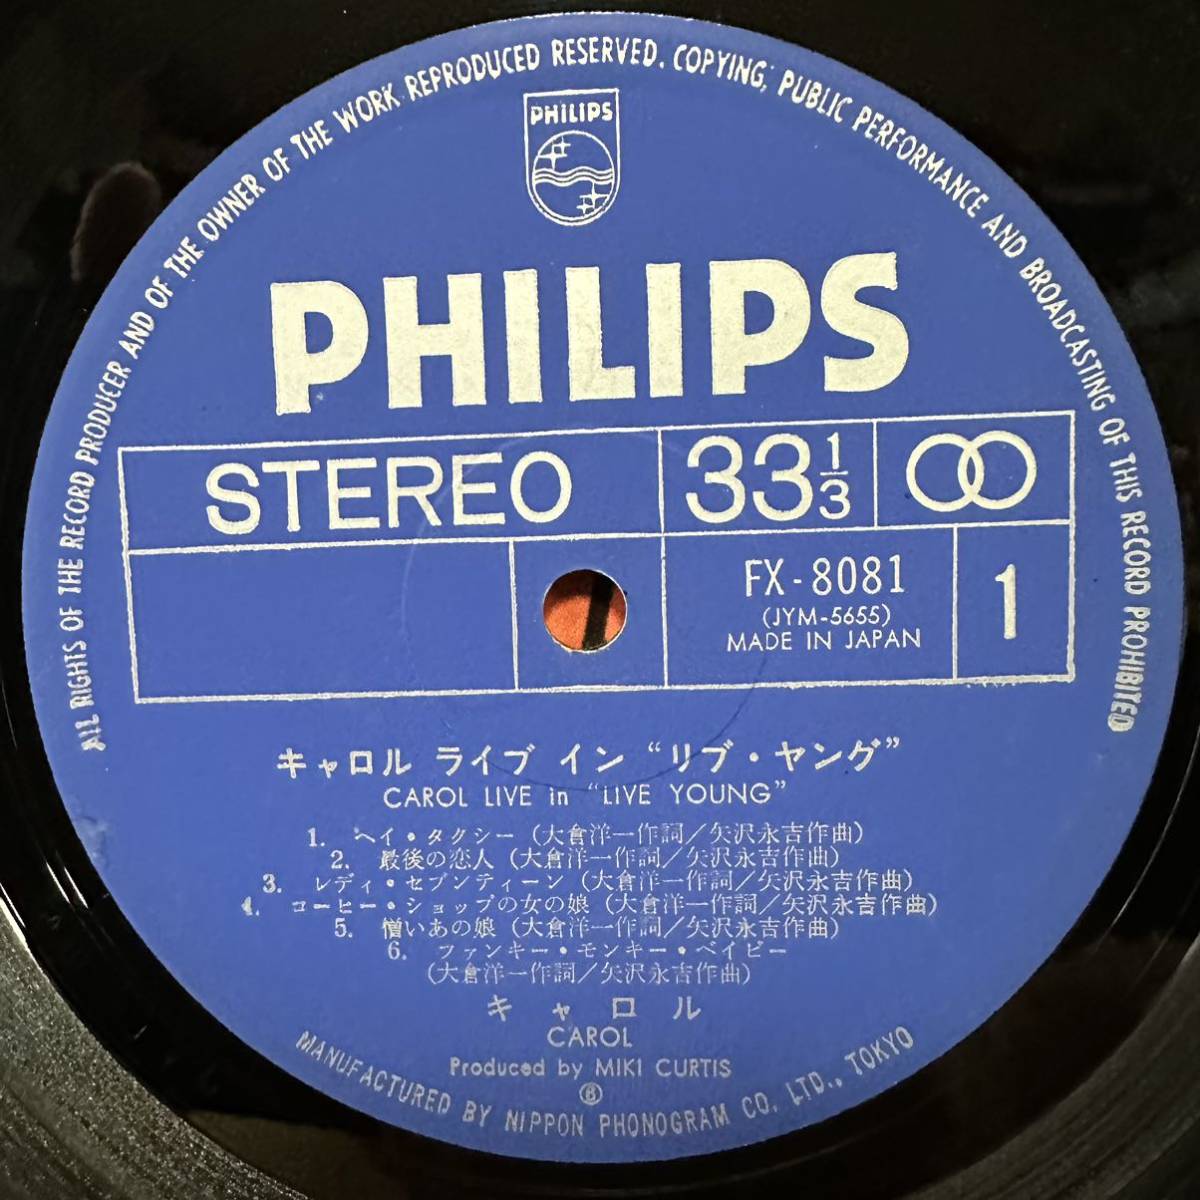 ALL RIGHTS OF THE RECORD PRODUCER AND OF THE OWNER OF THE WORK REPRODUCED RESERVED. COPYING, PUBLIC PERFORMANCE AND BROADCASTING OF THIS RECORD PROHIBITED
PHILIPS
PHILIPS
STEREO 33 1/3
FX-8081
(JYM-5655)
MADE IN JAPAN
1
キャロル ライブ イン “リブ・ヤング”
CAROL LIVE in “LIVE YOUNG”
1. ヘイ・タクシー(大倉洋一作詞/矢沢永吉作曲)
2. 最後の恋人(大倉洋一作詞/矢沢永吉作曲)
3. レディ・セブンティーン(大倉洋一作詞/矢沢永吉作曲)
4. コーヒー・ショップの女の娘(大倉洋一作詞/矢沢永吉作曲)
5. 憎いあの娘(大倉洋一作詞/矢沢永吉作曲)
6. ファンキー・モンキー・ベイビー
(大倉洋一作詞/矢沢永吉作曲)
キャロル
CAROL
Produced by MIKI CURTIS
MANUFACTURED BY NIPPON PHONOGRAM CO. LTD., TOKYO